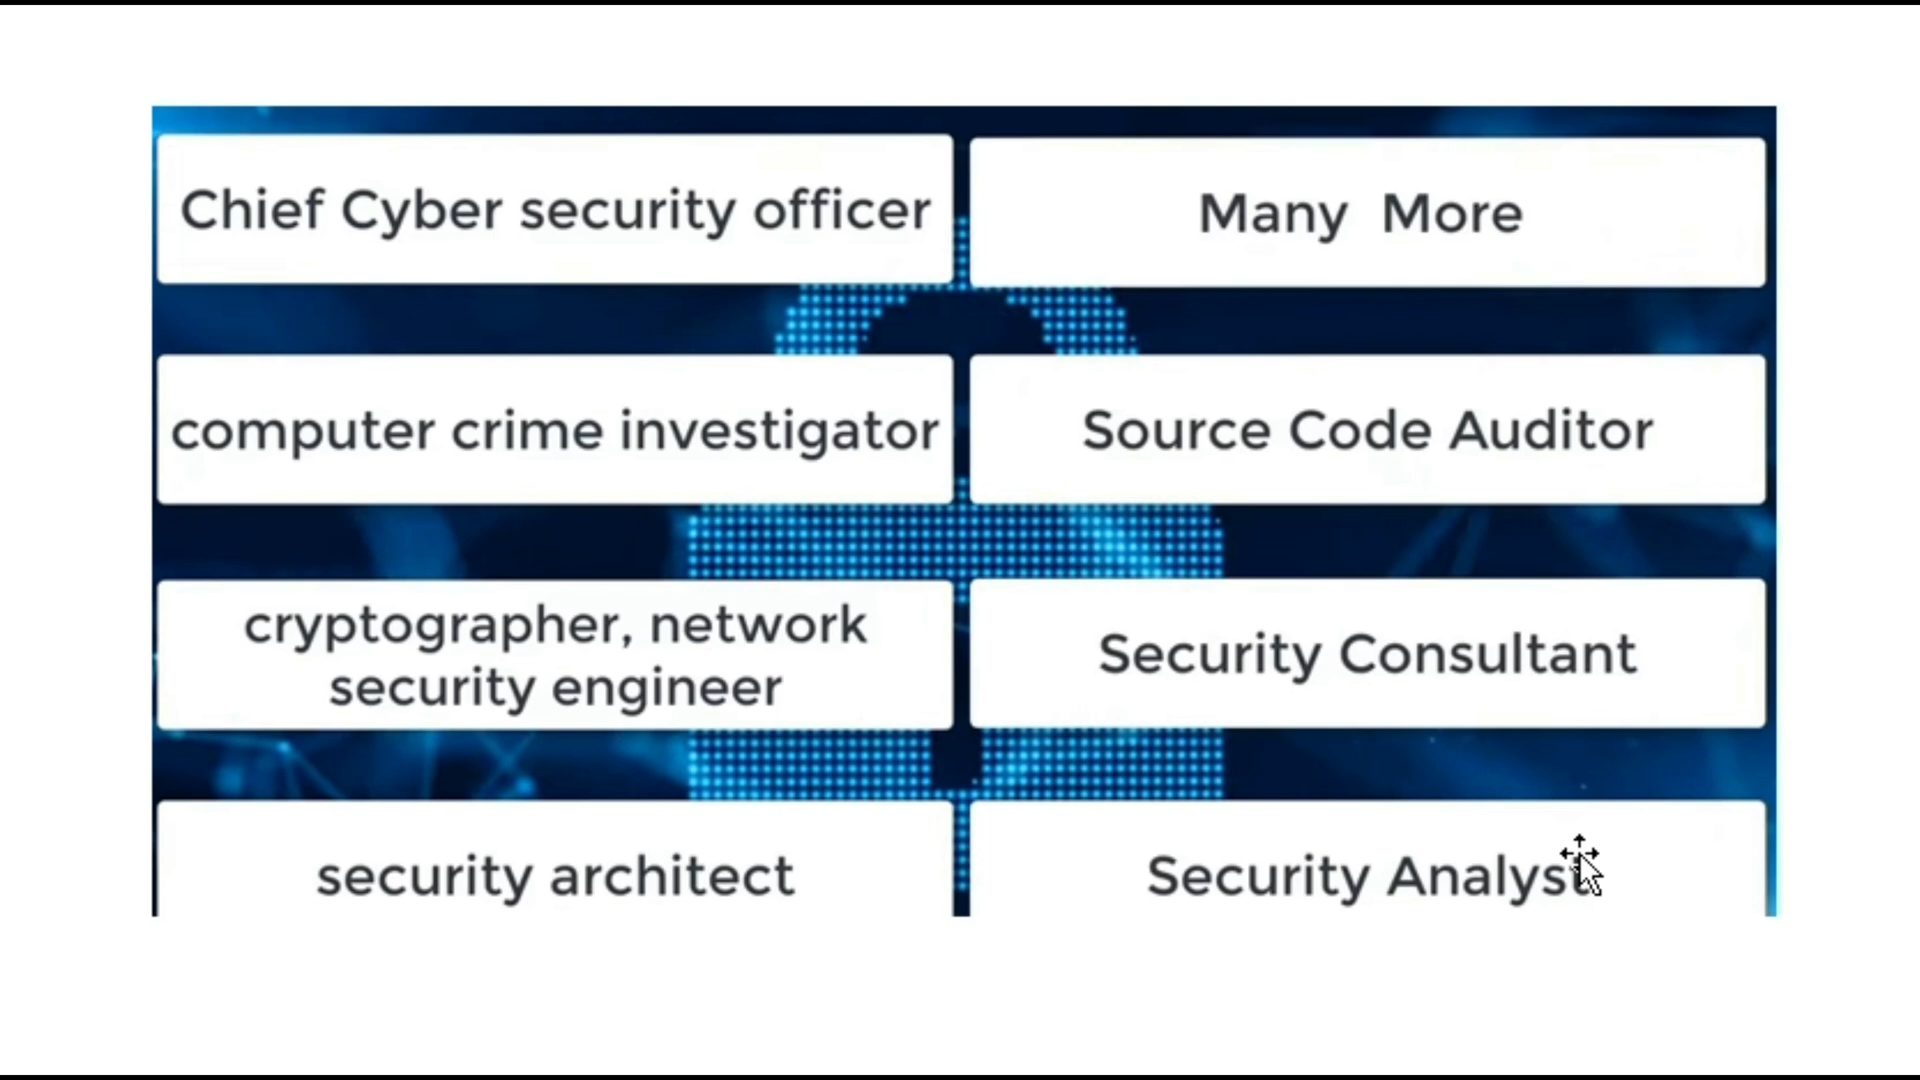 Chief Cyber security officer
Many More
computer crime investigator
Source Code Auditor
cryptographer, network
security engineer
Security Consultant
security architect
Security Analyst